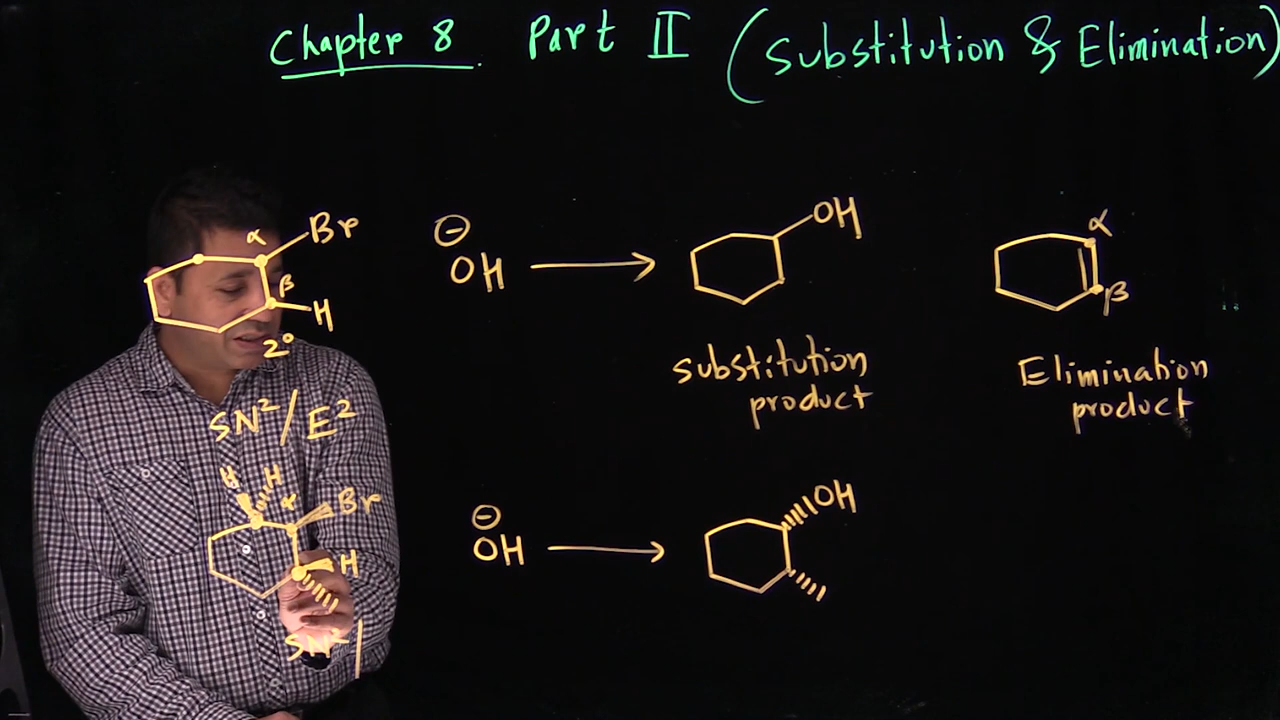 Chapter 8 Part II (Substitution & Elimination)
α Br
β H
2°
SN²/E²
⊖
OH
OH
α
β
substitution
product
Elimination
product
H H
α Br
H
SN²/
⊖
OH
OH